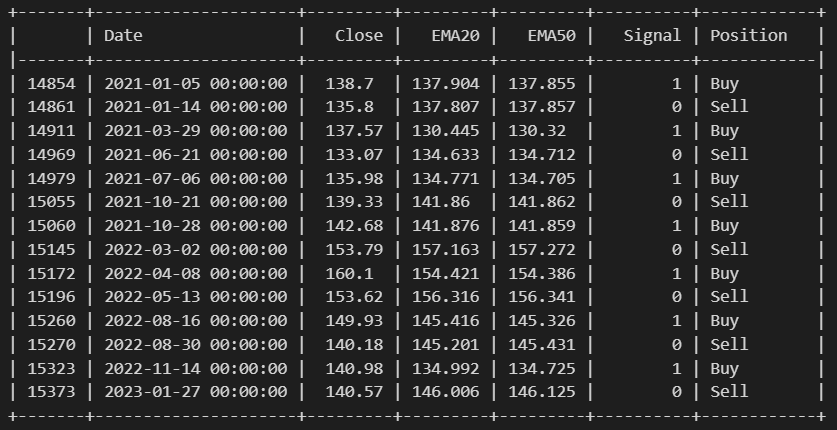 +-------+---------------------+---------+---------+---------+----------+------------+
|       | Date                |   Close |   EMA20 |   EMA50 |   Signal | Position   |
|-------+---------------------+---------+---------+---------+----------+------------|
| 14854 | 2021-01-05 00:00:00 |  138.7  | 137.904 | 137.855 |        1 | Buy        |
| 14861 | 2021-01-14 00:00:00 |  135.8  | 137.807 | 137.857 |        0 | Sell       |
| 14911 | 2021-03-29 00:00:00 |  137.57 | 130.445 | 130.32  |        1 | Buy        |
| 14969 | 2021-06-21 00:00:00 |  133.07 | 134.633 | 134.712 |        0 | Sell       |
| 14979 | 2021-07-06 00:00:00 |  135.98 | 134.771 | 134.705 |        1 | Buy        |
| 15055 | 2021-10-21 00:00:00 |  139.33 | 141.86  | 141.862 |        0 | Sell       |
| 15060 | 2021-10-28 00:00:00 |  142.68 | 141.876 | 141.859 |        1 | Buy        |
| 15145 | 2022-03-02 00:00:00 |  153.79 | 157.163 | 157.272 |        0 | Sell       |
| 15172 | 2022-04-08 00:00:00 |  160.1  | 154.421 | 154.386 |        1 | Buy        |
| 15196 | 2022-05-13 00:00:00 |  153.62 | 156.316 | 156.341 |        0 | Sell       |
| 15260 | 2022-08-16 00:00:00 |  149.93 | 145.416 | 145.326 |        1 | Buy        |
| 15270 | 2022-08-30 00:00:00 |  140.18 | 145.201 | 145.431 |        0 | Sell       |
| 15323 | 2022-11-14 00:00:00 |  140.98 | 134.992 | 134.725 |        1 | Buy        |
| 15373 | 2023-01-27 00:00:00 |  140.57 | 146.006 | 146.125 |        0 | Sell       |
+-------+---------------------+---------+---------+---------+----------+------------+